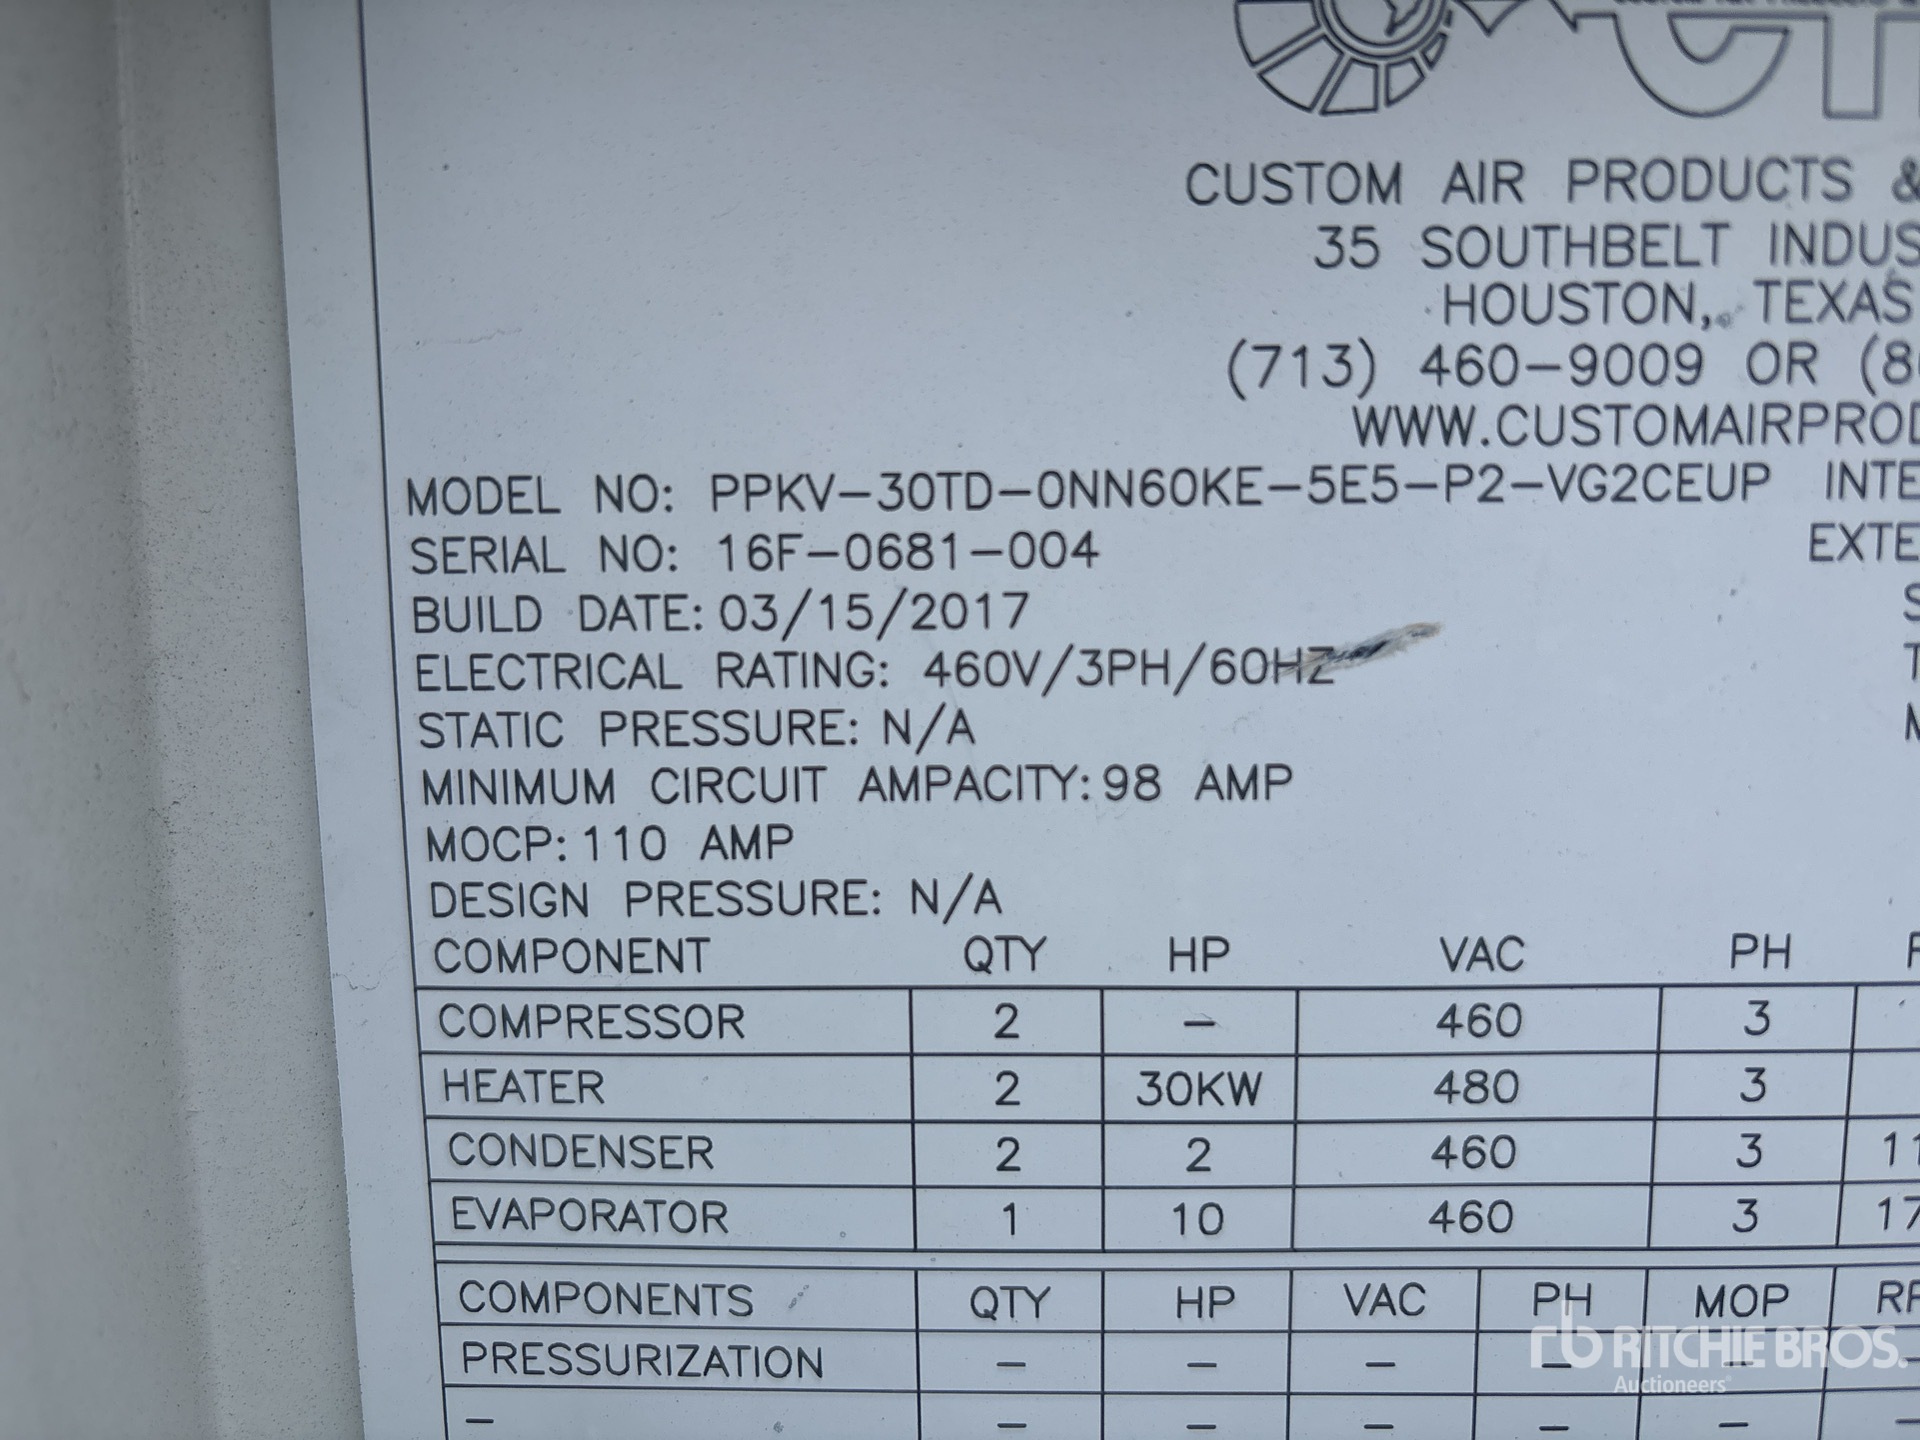 CUSTOM AIR PRODUCTS &
35 SOUTHBELT
HOUSTON, TEXAS
(713) 460-9009 OR
MODEL NO: PPKV-30TD-0NN60KE-5E5-P2-VG2CEUP
SERIAL NO: 16F-0681-004
BUILD DATE: 03/15/2017
ELECTRICAL RATING: 460V/3PH/60HZ
STATIC PRESSURE: N/A
MINIMUM CIRCUIT AMPACITY: 98 AMP
MOCP: 110 AMP
DESIGN PRESSURE: N/A
COMPONENT QTY HP VAC PH
COMPRESSOR 2 - 460 3
HEATER 2 30KW 480 3
CONDENSER 2 2 460 3
EVAPORATOR 1 10 460 3
COMPONENTS QTY HP VAC PH MOP
PRESSURIZATION - - - - -
- - - - - -
rb RITCHIE BROS.
Auctioneers